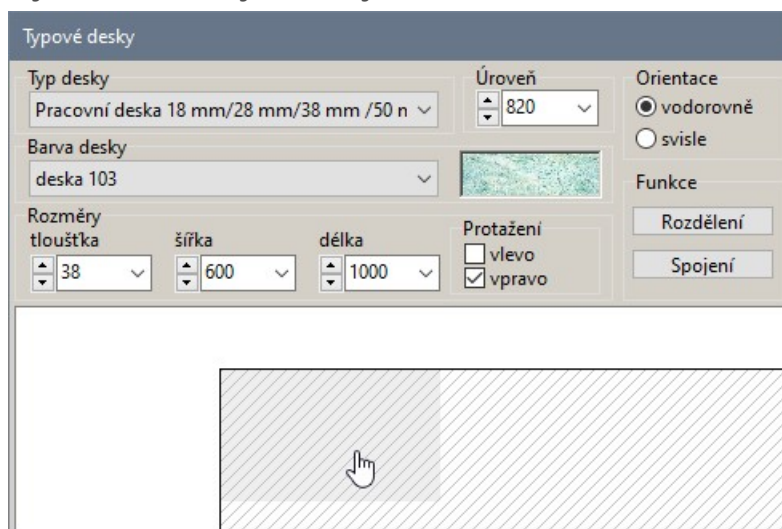 Typové desky
Typ desky
Pracovní deska 18 mm/28 mm/38 mm /50 n
Úroveň
820
Orientace
vodorovně
svisle
Barva desky
deska 103
Funkce
Rozdělení
Spojení
Rozměry
tloušťka
38
šířka
600
délka
1000
Protažení
vlevo
vpravo